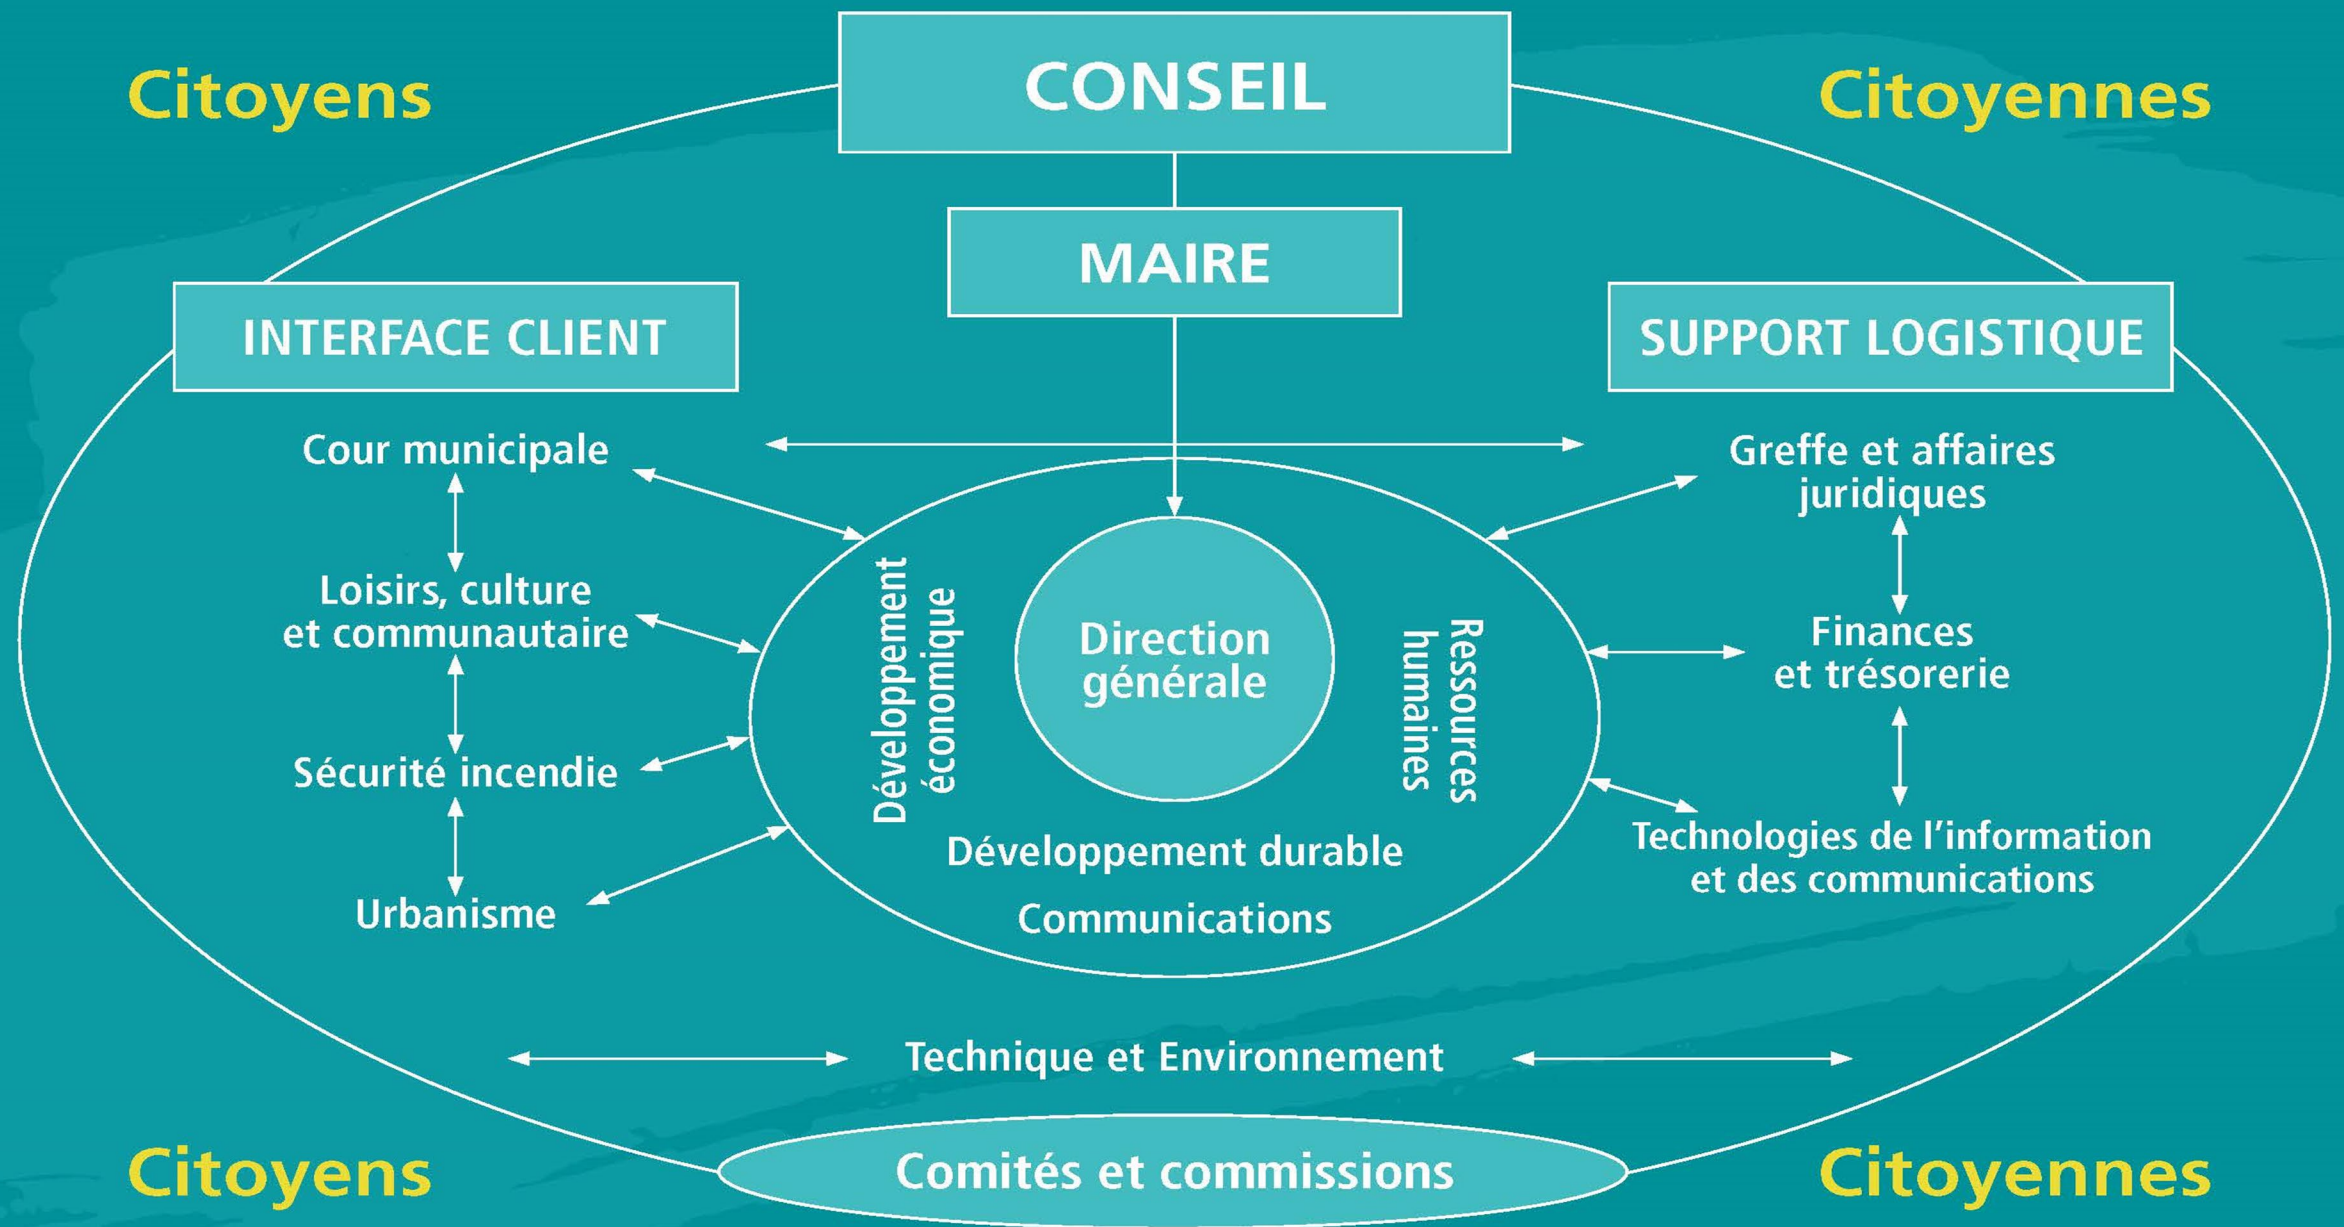 Citoyens
CONSEIL
Citoyennes
MAIRE
INTERFACE CLIENT
SUPPORT LOGISTIQUE
Cour municipale
Loisirs, culture
et communautaire
Sécurité incendie
Urbanisme
Développement
économique
Direction
générale
Ressources
humaines
Développement durable
Communications
Greffe et affaires
juridiques
Finances
et trésorerie
Technologies de l'information
et des communications
Technique et Environnement
Citoyens
Comités et commissions
Citoyennes